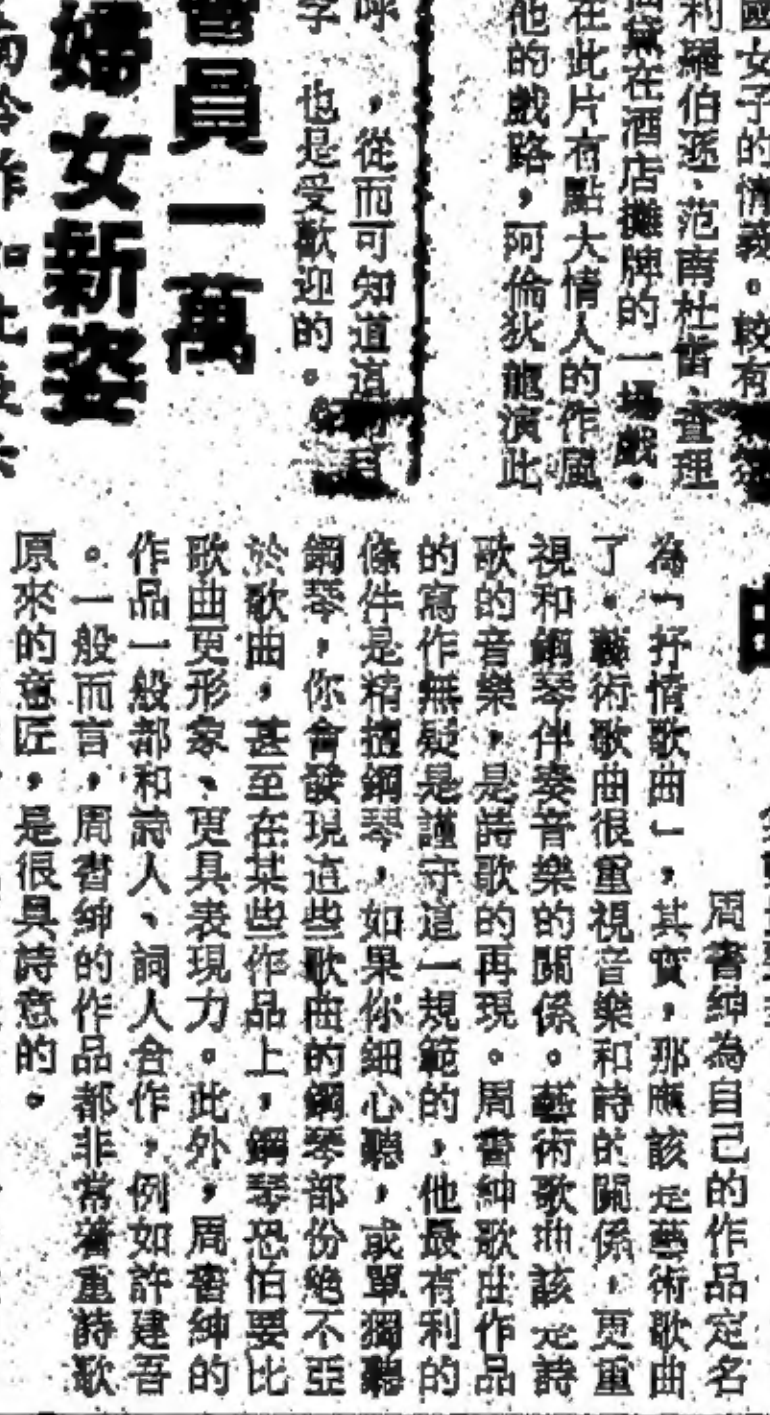 國女子的情義。較有
利羅伯遜、范南杜雷、查理
在酒店攤牌的一場戲。
在此片有點大情人的作風
他的戲路，阿倫狄龍演此
，從而可知道這
字　也是受歡迎的。
會員一萬
婦女新姿
周書紳為自己的作品定名
為「抒情歌曲」，其實，那應該是藝術歌曲
了。藝術歌曲很重視音樂和詩的關係，更重
視和鋼琴伴奏音樂的關係。藝術歌曲該是詩
歌的音樂，是詩歌的再現。周書紳歌曲作品
的寫作無疑是謹守這一規範的，他最有利的
條件是精擅鋼琴，如果你細心聽，或單獨聽
鋼琴，你會發現這些歌曲的鋼琴部份絕不亞
於歌曲，甚至在某些作品上，鋼琴恐怕要比
歌曲更形象、更具表現力。此外，周書紳的
作品一般都和詩人、詞人合作，例如許建吾
。一般而言，周書紳的作品都非常着重詩歌
原來的意匠，是很具詩意的。